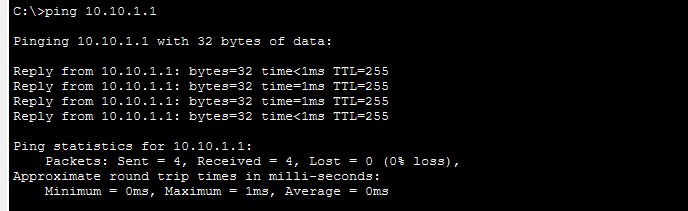 C:\>ping 10.10.1.1
Pinging 10.10.1.1 with 32 bytes of data:
Reply from 10.10.1.1: bytes=32 time<1ms TTL=255
Reply from 10.10.1.1: bytes=32 time=1ms TTL=255
Reply from 10.10.1.1: bytes=32 time=1ms TTL=255
Reply from 10.10.1.1: bytes=32 time<1ms TTL=255
Ping statistics for 10.10.1.1:
    Packets: Sent = 4, Received = 4, Lost = 0 (0% loss),
Approximate round trip times in milli-seconds:
    Minimum = 0ms, Maximum = 1ms, Average = 0ms